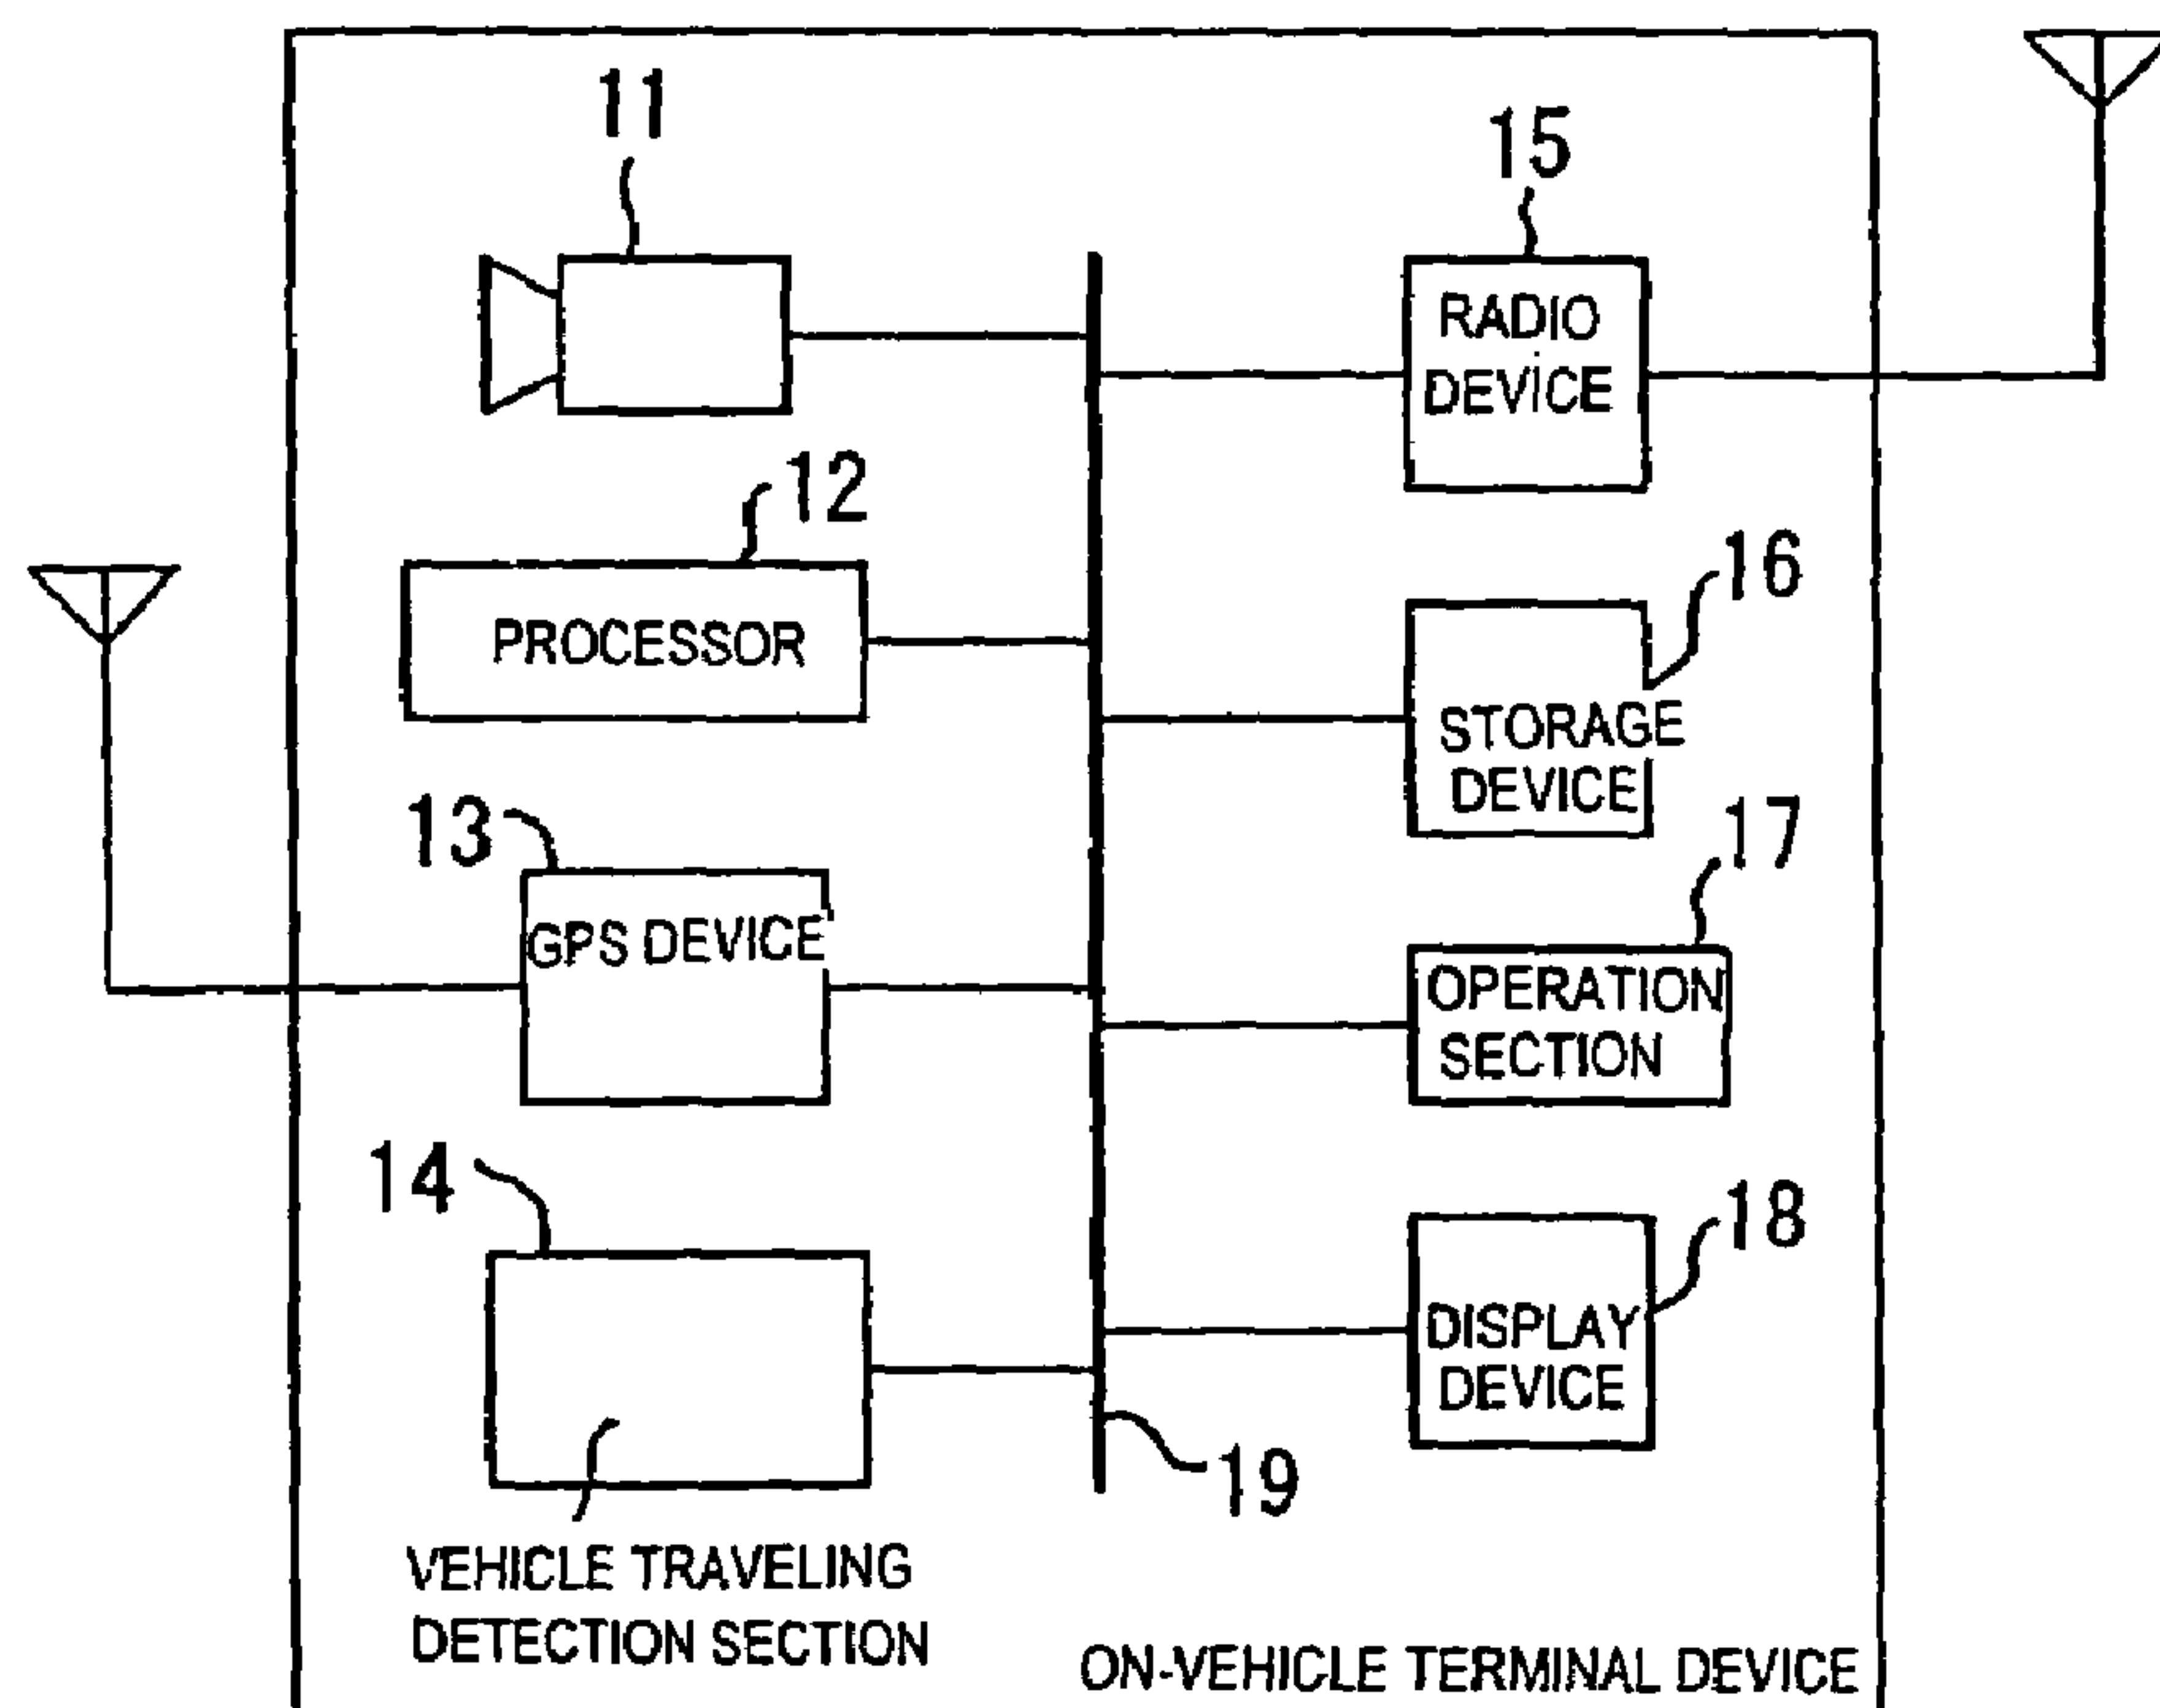 11
15
RADIO
DEVICE
12
PROCESSOR
16
STORAGE
DEVICE
13
GPS DEVICE
17
OPERATION
SECTION
14
18
DISPLAY
DEVICE
19
VEHICLE TRAVELING
DETECTION SECTION
ON-VEHICLE TERMINAL DEVICE